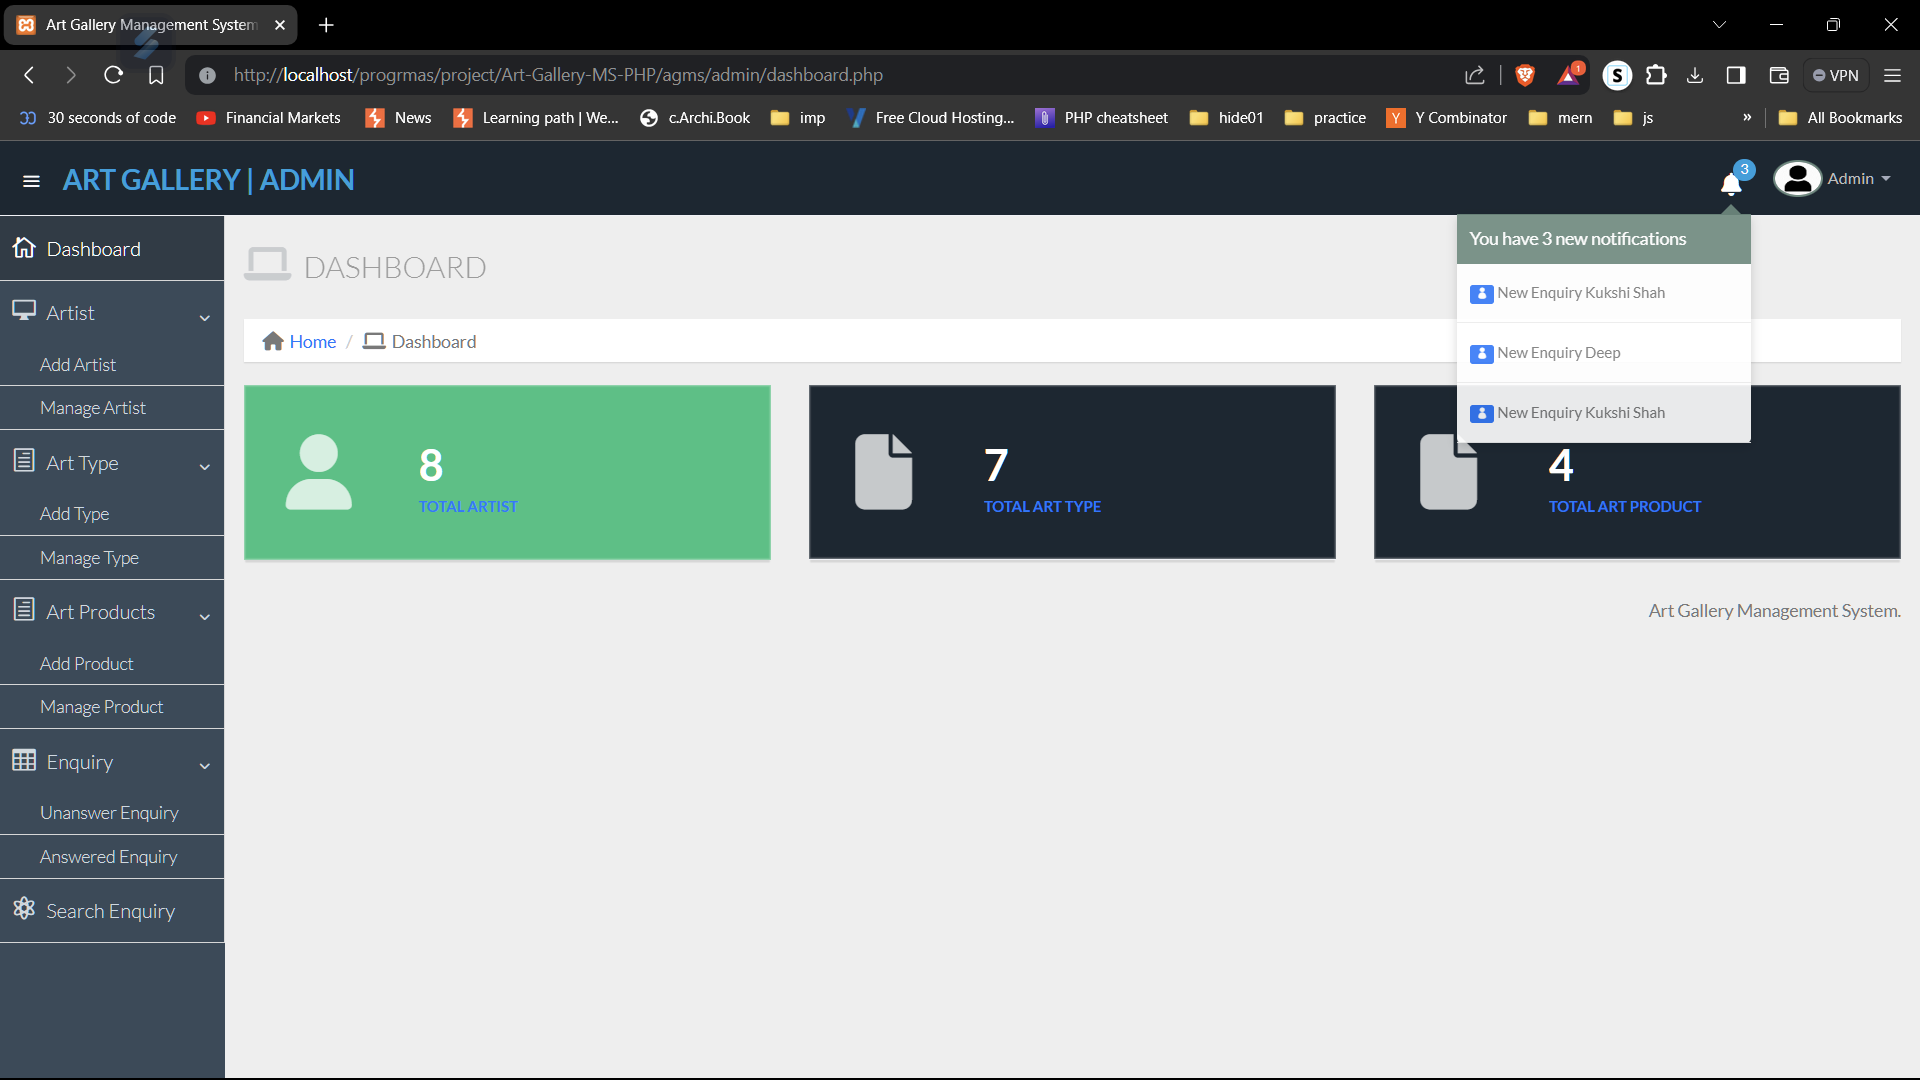 Art Gallery Management System
http://localhost/progrmas/project/Art-Gallery-MS-PHP/agms/admin/dashboard.php
1
S
VPN
30 seconds of code
Financial Markets
News
Learning path | We...
c.Archi.Book
imp
Free Cloud Hosting...
PHP cheatsheet
hide01
practice
Y
Y Combinator
mern
js
»
All Bookmarks
ART GALLERY | ADMIN
3
Admin
Dashboard
Artist
Add Artist
Manage Artist
Art Type
Add Type
Manage Type
Art Products
Add Product
Manage Product
Enquiry
Unanswer Enquiry
Answered Enquiry
Search Enquiry
DASHBOARD
Home / Dashboard
You have 3 new notifications
New Enquiry Kukshi Shah
New Enquiry Deep
New Enquiry Kukshi Shah
8
TOTAL ARTIST
7
TOTAL ART TYPE
4
TOTAL ART PRODUCT
Art Gallery Management System.